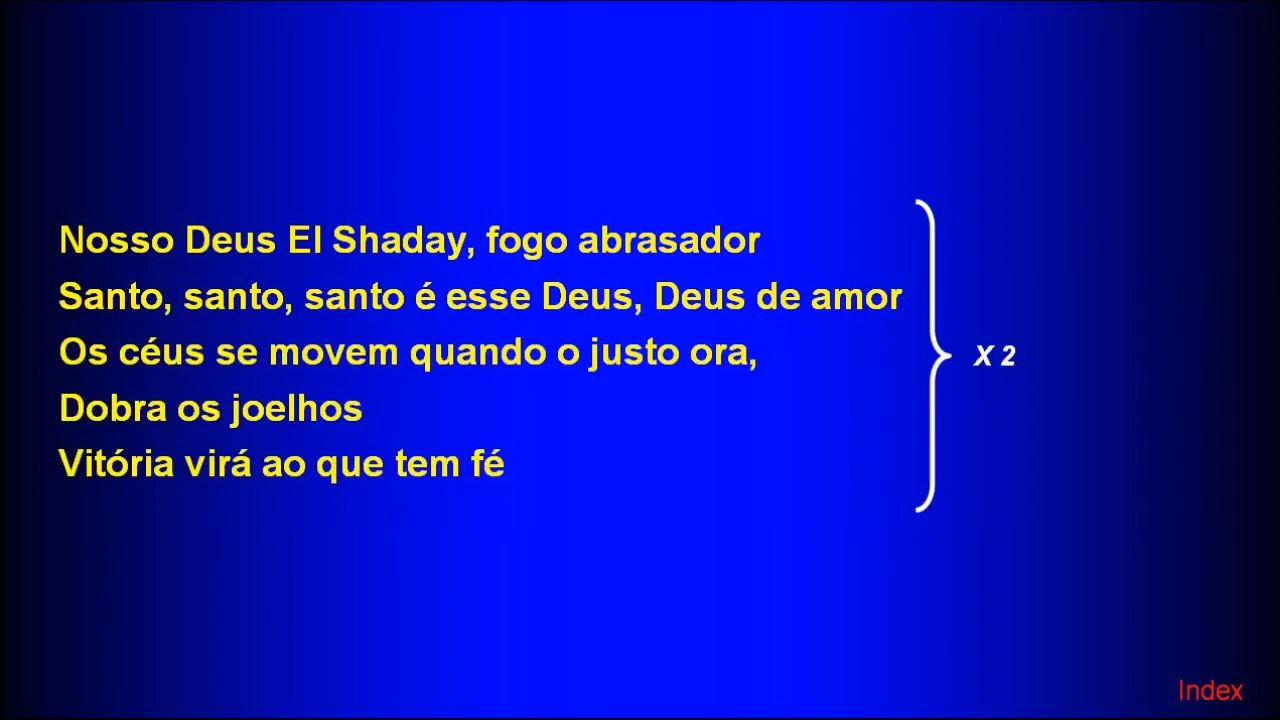 Nosso Deus El Shaday, fogo abrasador
Santo, santo, santo é esse Deus, Deus de amor
Os céus se movem quando o justo ora,
X 2
Dobra os joelhos
Vitória virá ao que tem fé
Index